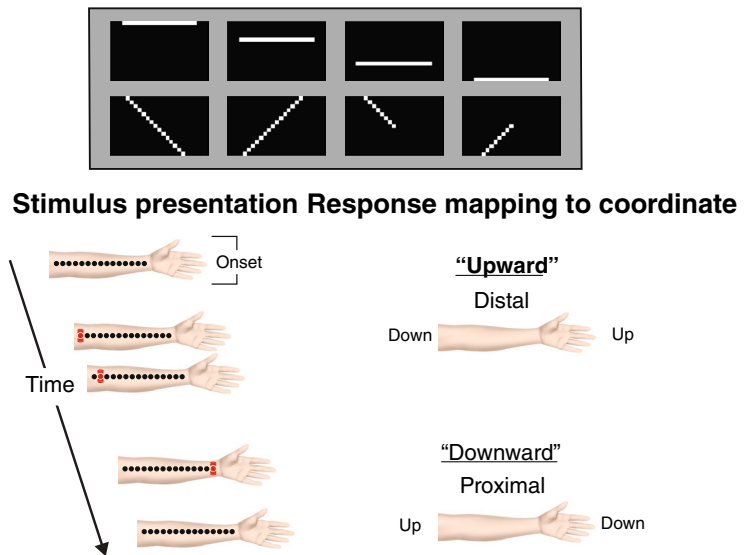 Stimulus presentation Response mapping to coordinate
Onset
Time
“Upward”
Distal
Down Up
“Downward”
Proximal
Up Down